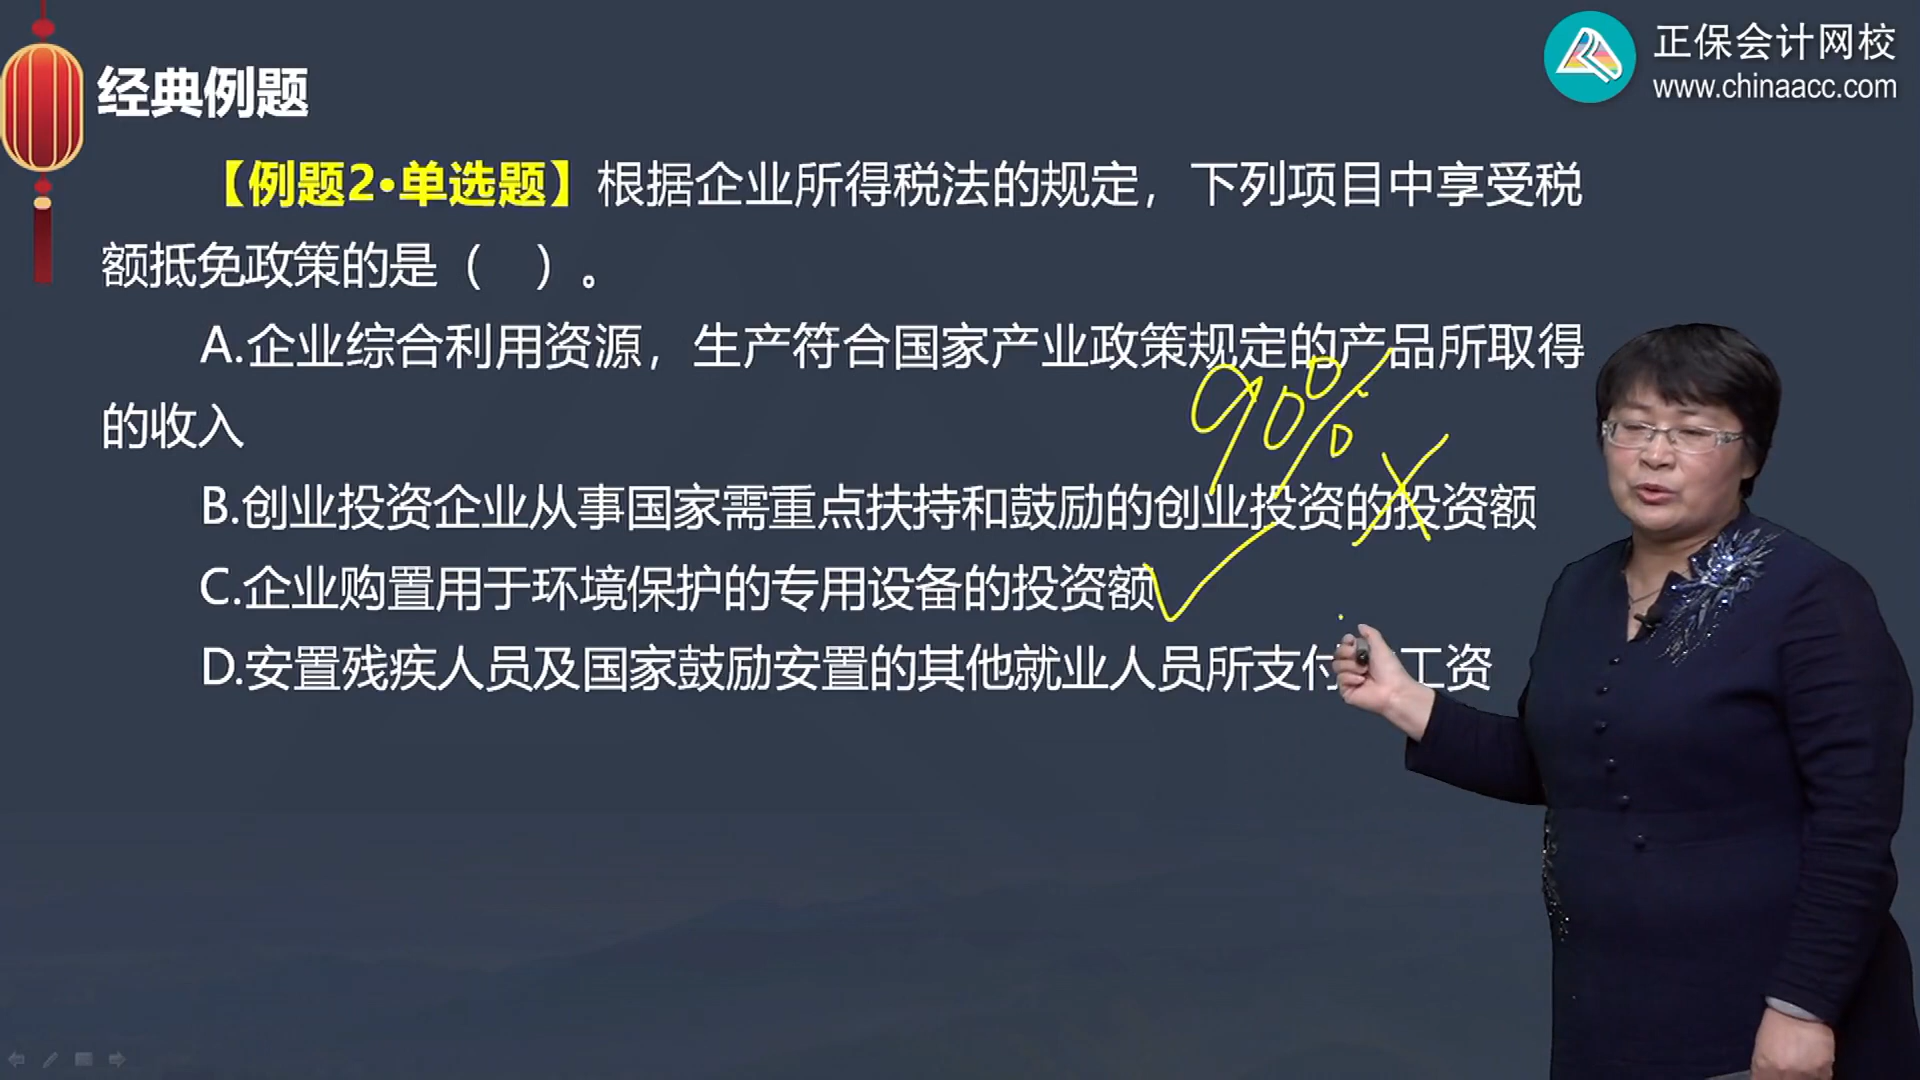 正保会计网校
www.chinaacc.com
经典例题
【例题2•单选题】根据企业所得税法的规定，下列项目中享受税
额抵免政策的是（ ）。
A.企业综合利用资源，生产符合国家产业政策规定的产品所取得
的收入
90%
B.创业投资企业从事国家需重点扶持和鼓励的创业投资的投资额
C.企业购置用于环境保护的专用设备的投资额
D.安置残疾人员及国家鼓励安置的其他就业人员所支付 工资